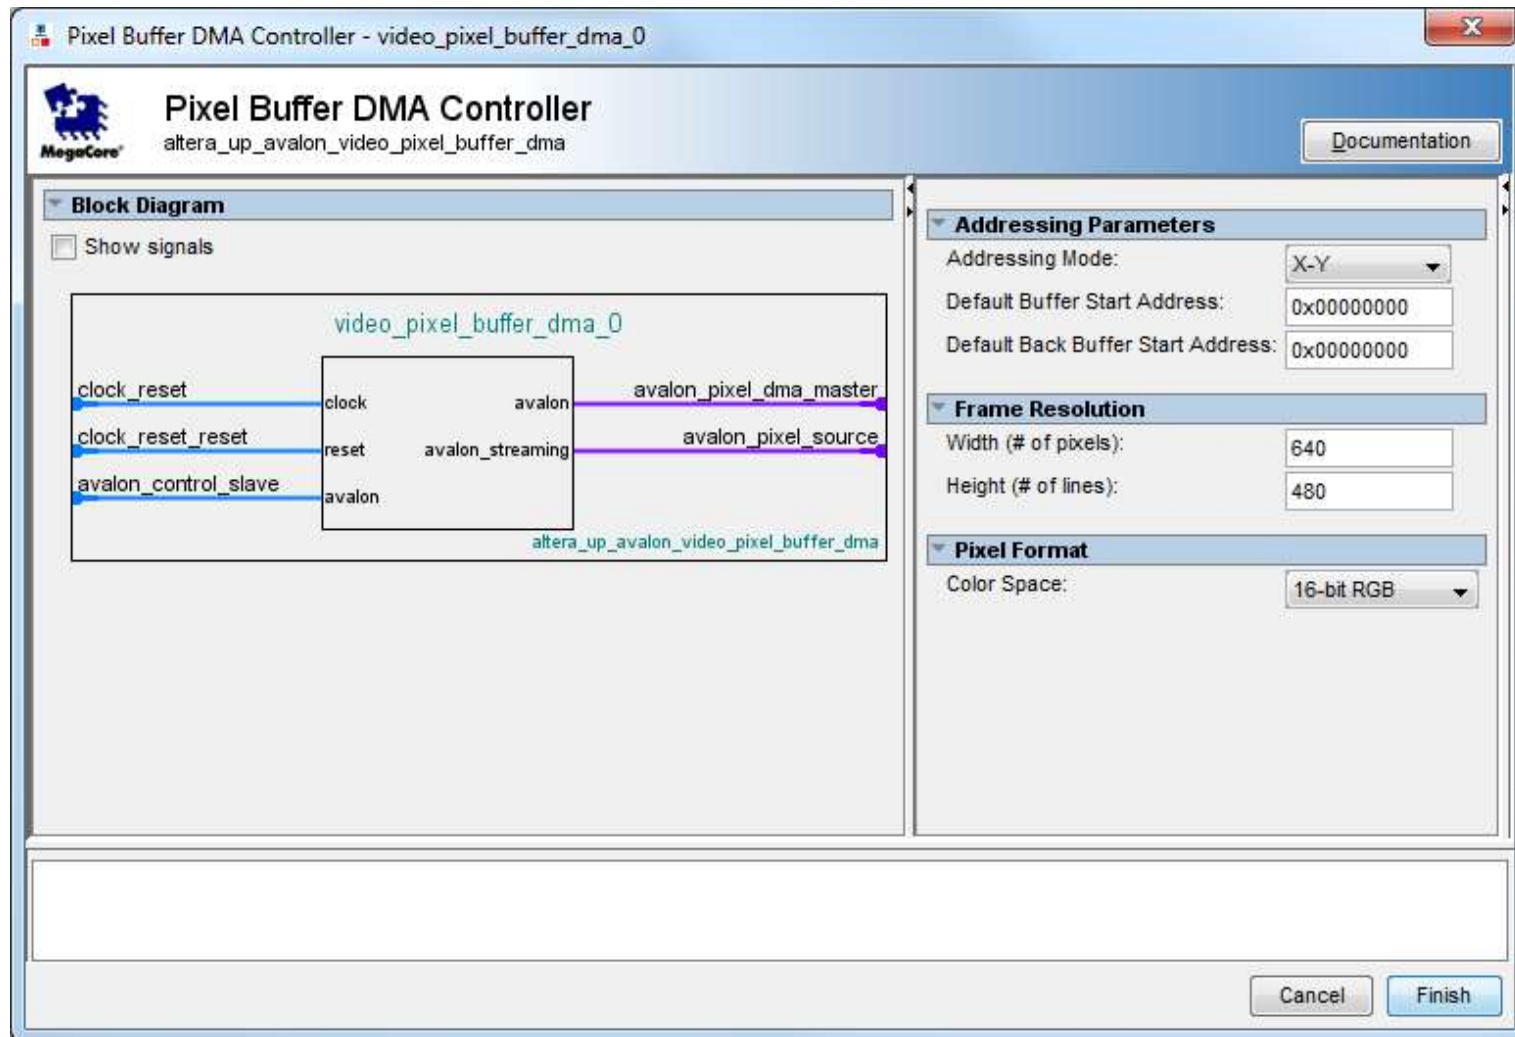 Pixel Buffer DMA Controller - video_pixel_buffer_dma_0
X
MegaCore'
Pixel Buffer DMA Controller
altera_up_avalon_video_pixel_buffer_dma
Documentation
Block Diagram
Show signals
video_pixel_buffer_dma_0
clock_reset
clock
avalon
avalon_pixel_dma_master
clock_reset_reset
reset
avalon_streaming
avalon_pixel_source
avalon_control_slave
avalon
altera_up_avalon_video_pixel_buffer_dma
Addressing Parameters
Addressing Mode: X-Y
Default Buffer Start Address: 0x00000000
Default Back Buffer Start Address: 0x00000000
Frame Resolution
Width (# of pixels): 640
Height (# of lines): 480
Pixel Format
Color Space: 16-bit RGB
Cancel Finish